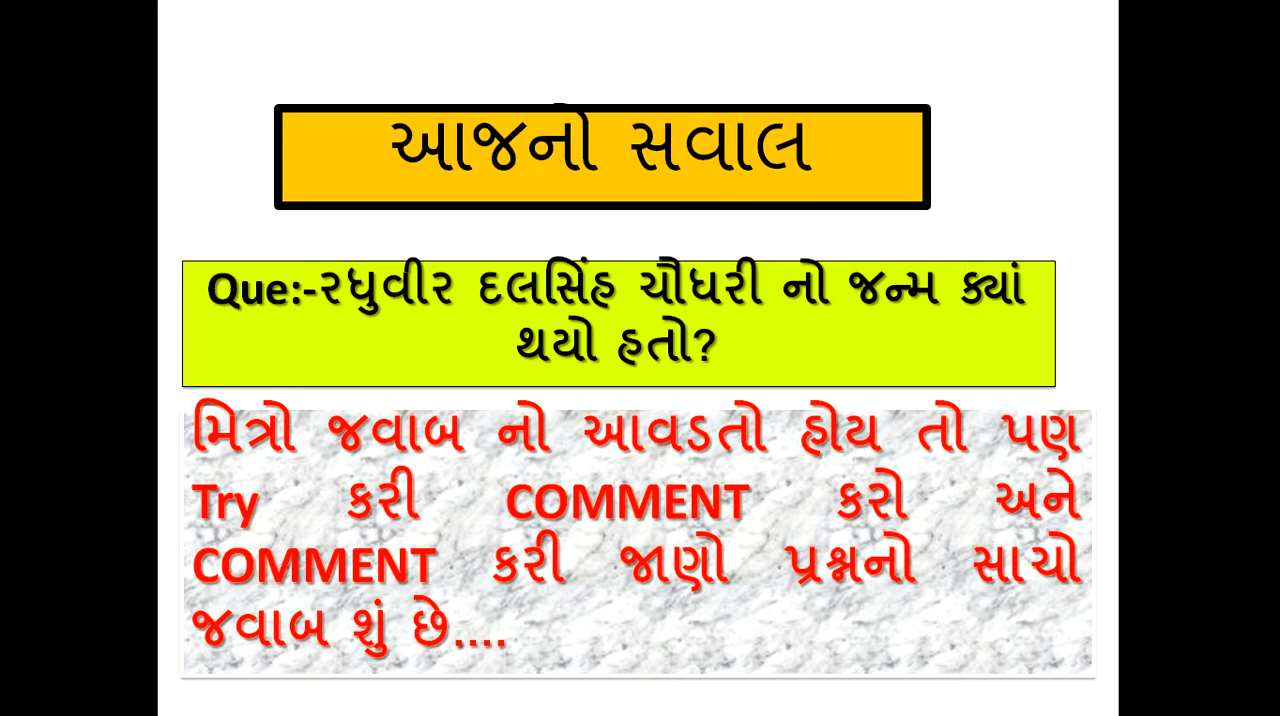 આજનો સવાલ
Que:-રધુવીર દલસિંહ ચૌધરી નો જન્મ ક્યાં
થયો હતો?
મિત્રો જવાબ નો આવડતો હોય તો પણ
Try કરી COMMENT કરો અને
COMMENT કરી જાણો પ્રશ્નનો સાચો
જવાબ શું છે....